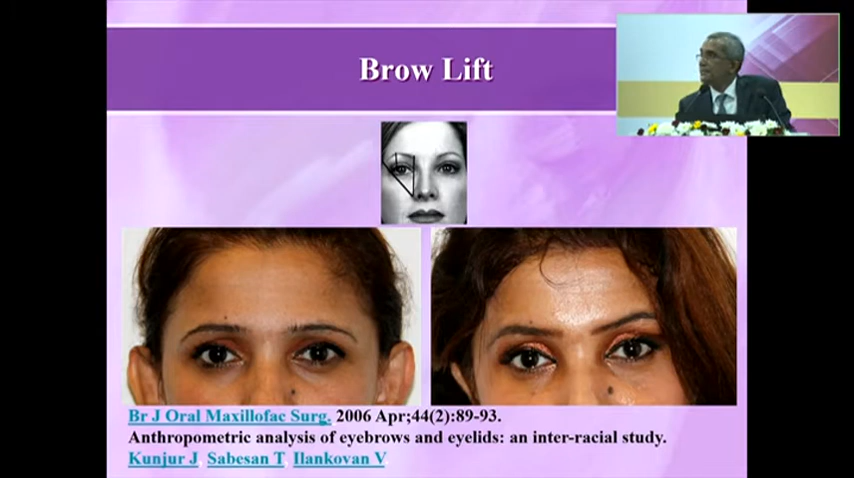 Brow Lift
Br J Oral Maxillofac Surg. 2006 Apr;44(2):89-93.
Anthropometric analysis of eyebrows and eyelids: an inter-racial study.
Kunjur J, Sabesan T, Ilankovan V